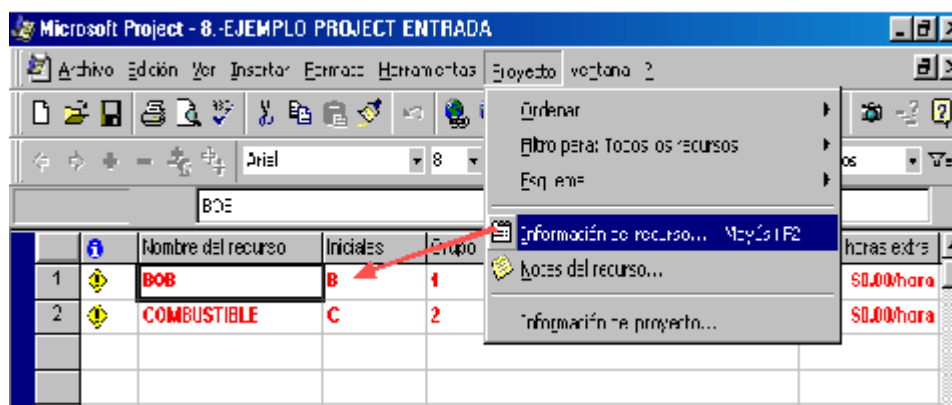 Microsoft Project - 8.-EJEMPLO PROJECT ENTRADA
Archivo Edición Ver Insertar Formato Herramientas Proyecto Ventana ?
Arial 8
Ordenar
Filtro para: Todos los recursos
Esquema
Información de recurso... Mayús+F2
Notas del recurso...
Información de proyecto...
BOB
Nombre del recurso Iniciales Grupo horas extra
1 BOB B 1 $0.00/hora
2 COMBUSTIBLE C 2 $0.00/hora